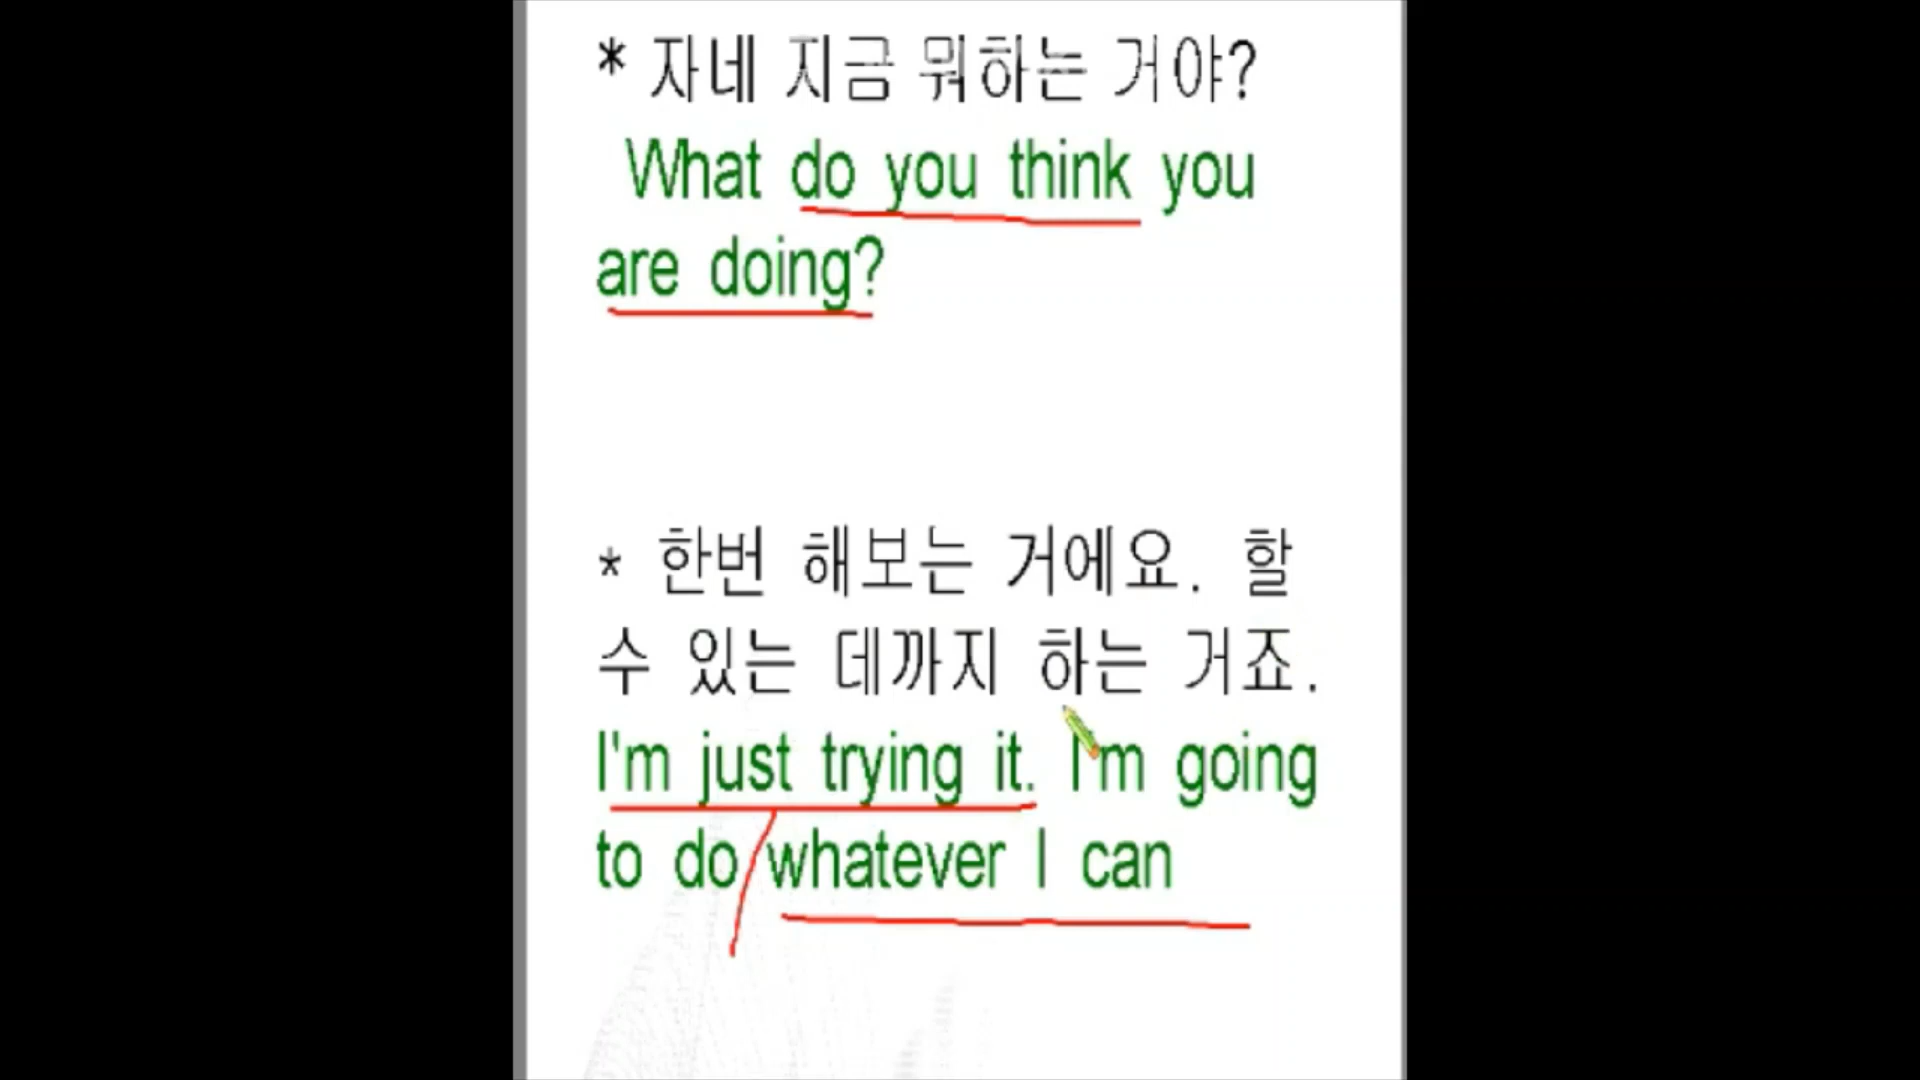 * 자네 지금 뭐하는 거야?
What do you think you
are doing?
* 한번 해보는 거에요. 할
수 있는 데까지 하는 거죠.
I'm just trying it. I'm going
to do whatever I can